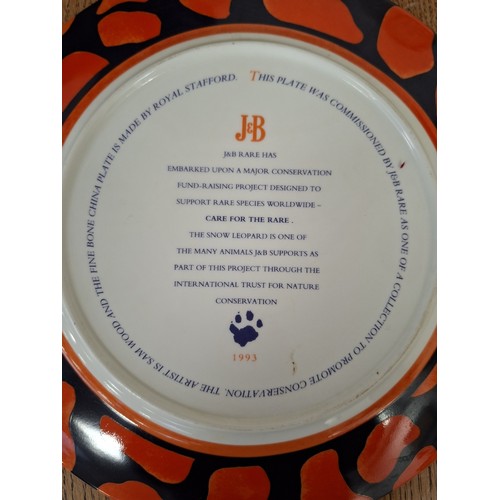 THIS PLATE WAS COMMISSIONED BY J&B RARE AS ONE OF A COLLECTION TO PROMOTE CONSERVATION. THE ARTIST IS SAM WOOD AND THE FINE BONE CHINA PLATE IS MADE BY ROYAL STAFFORD.
J&B
J&B RARE HAS
EMBARKED UPON A MAJOR CONSERVATION
FUND-RAISING PROJECT DESIGNED TO
SUPPORT RARE SPECIES WORLDWIDE –
CARE FOR THE RARE .
THE SNOW LEOPARD IS ONE OF
THE MANY ANIMALS J&B SUPPORTS AS
PART OF THIS PROJECT THROUGH THE
INTERNATIONAL TRUST FOR NATURE
CONSERVATION
1993